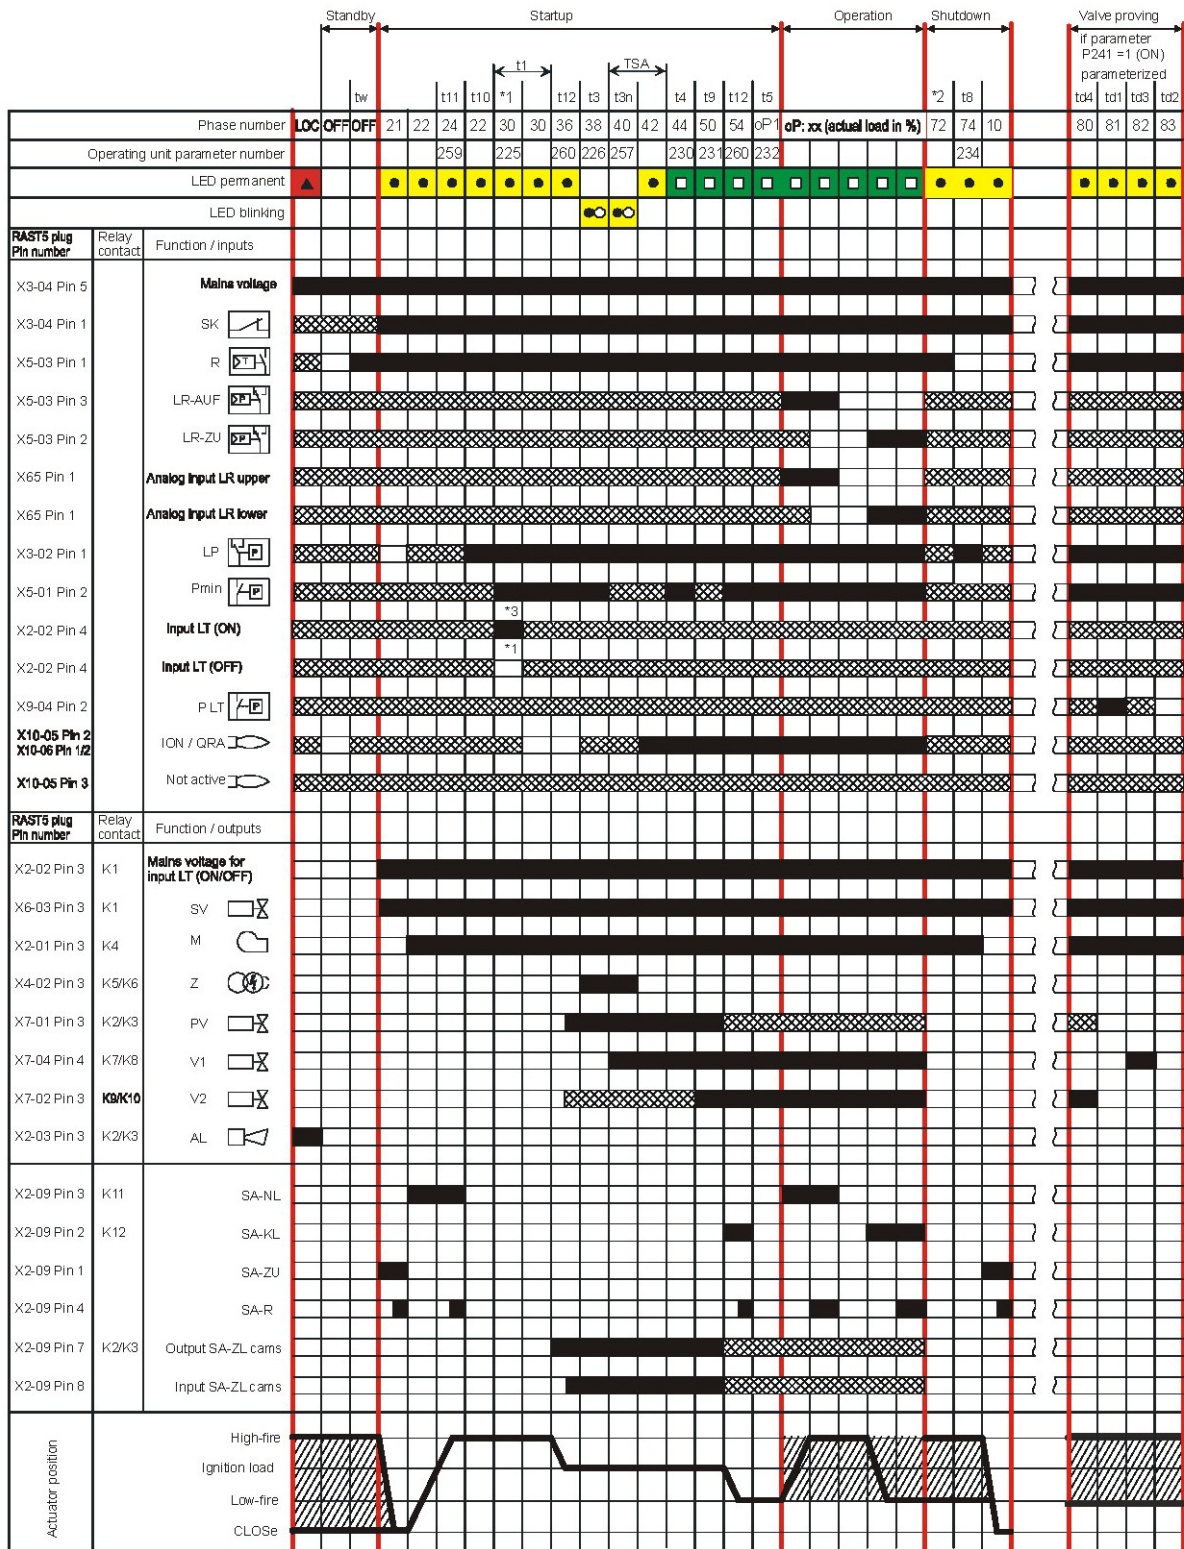 Standby Startup Operation Shutdown Valve proving
if parameter
P241 =1 (ON)
parameterized
t1 TSA
tw t11 t10 *1 t12 t3 t3n t4 t9 t12 t5 *2 t8 td4 td1 td3 td2
Phase number LOC OFF OFF 21 22 24 22 30 30 36 38 40 42 44 50 54 oP1 oP: xx (actual load in %) 72 74 10 80 81 82 83
Operating unit parameter number 259 225 260 226 257 230 231 260 232 234
LED permanent
LED blinking
RAST5 plug Pin number Relay contact Function / inputs
X3-04 Pin 5 Mains voltage
X3-04 Pin 1 SK
X5-03 Pin 1 R T
X5-03 Pin 3 LR-AUF P
X5-03 Pin 2 LR-ZU P
X65 Pin 1 Analog Input LR upper
X65 Pin 1 Analog Input LR lower
X3-02 Pin 1 LP P
X5-01 Pin 2 Pmin P
*3
X2-02 Pin 4 Input LT (ON)
*1
X2-02 Pin 4 Input LT (OFF)
X9-04 Pin 2 P LT P
X10-05 Pin 2
X10-06 Pin 1/2 ION / QRA
X10-05 Pin 3 Not active
RAST5 plug Pin number Relay contact Function / outputs
X2-02 Pin 3 K1 Mains voltage for input LT (ON/OFF)
X6-03 Pin 3 K1 SV
X2-01 Pin 3 K4 M
X4-02 Pin 3 K5/K6 Z
X7-01 Pin 3 K2/K3 PV
X7-04 Pin 4 K7/K8 V1
X7-02 Pin 3 K9/K10 V2
X2-03 Pin 3 K2/K3 AL
X2-09 Pin 3 K11 SA-NL
X2-09 Pin 2 K12 SA-KL
X2-09 Pin 1 SA-ZU
X2-09 Pin 4 SA-R
X2-09 Pin 7 K2/K3 Output SA-ZL cams
X2-09 Pin 8 Input SA-ZL cams
Actuator position
High-fire
Ignition load
Low-fire
CLOSe